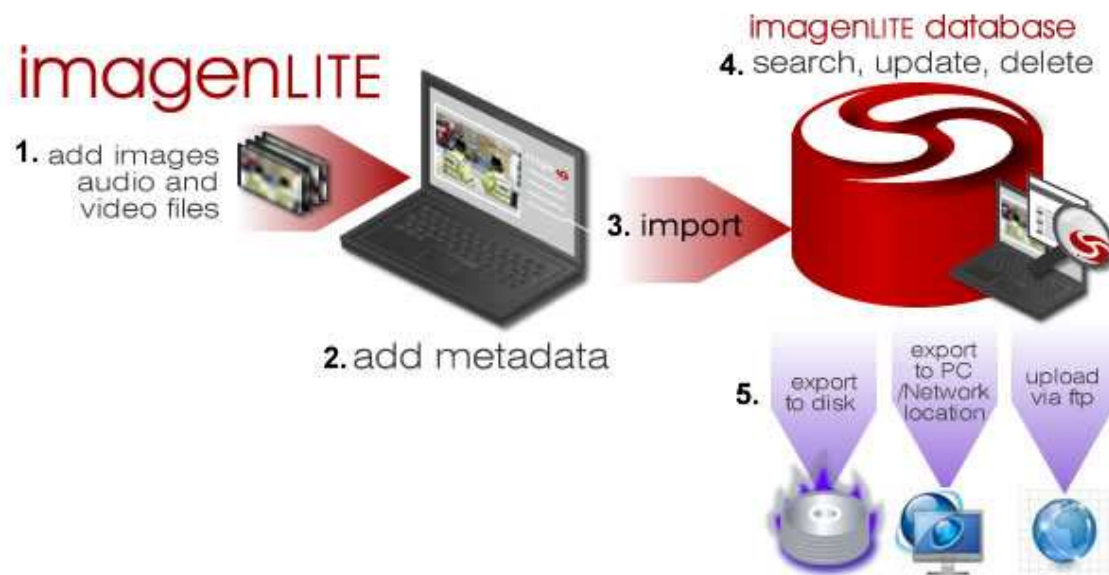 imagenLITE
1. add images
audio and
video files
2. add metadata
3. import
imagenLITE database
4. search, update, delete
5.
export
to disk
export
to PC
/Network
location
upload
via ftp